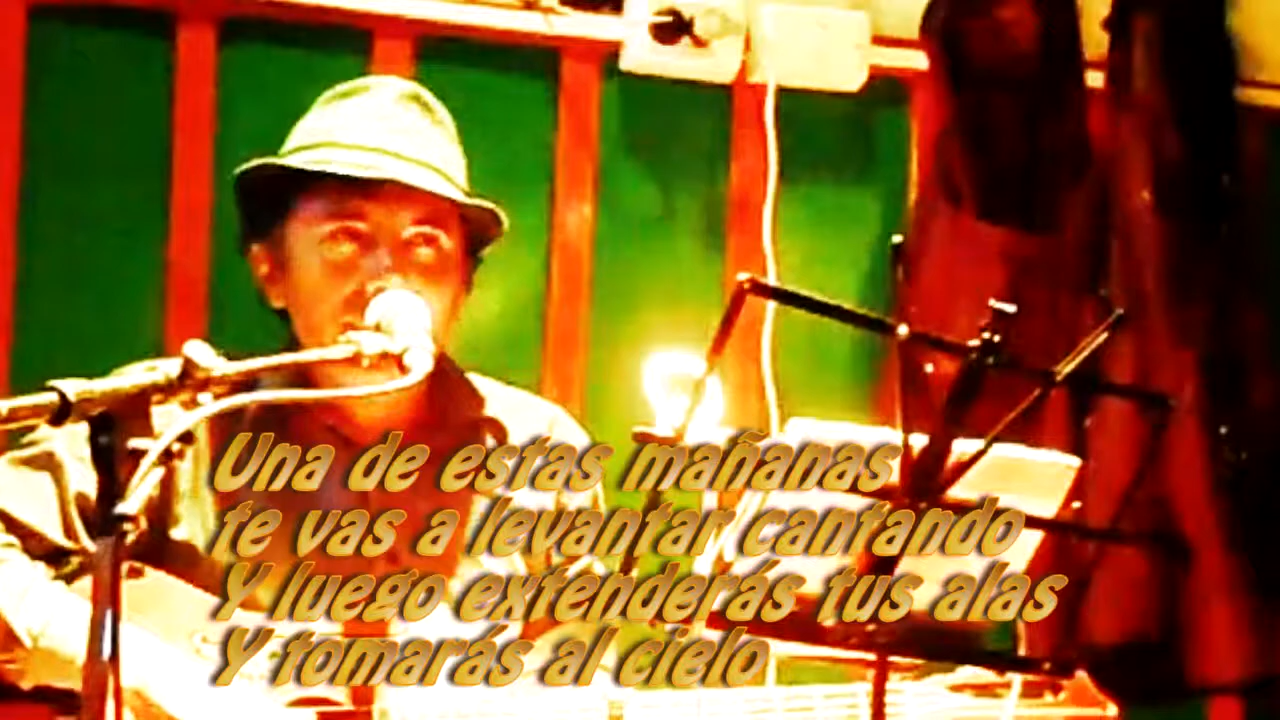 Una de estas mañanas
te vas a levantar cantando
Y luego extenderás tus alas
Y tomarás al cielo